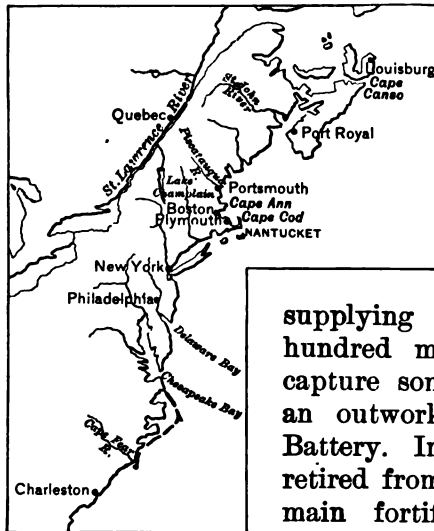 Louisburg
Cape
Canso
St. John
River
Quebec
St. Lawrence River
Port Royal
Piscataqua
R.
Lake
Champlain
Portsmouth
Cape Ann
Boston
Cape Cod
Plymouth
NANTUCKET
New York
Philadelphia
Delaware Bay
Chesapeake Bay
Cape Fear
R.
Charleston
supplying
hundred m
capture som
an outwork
Battery. In
retired from
main fortif